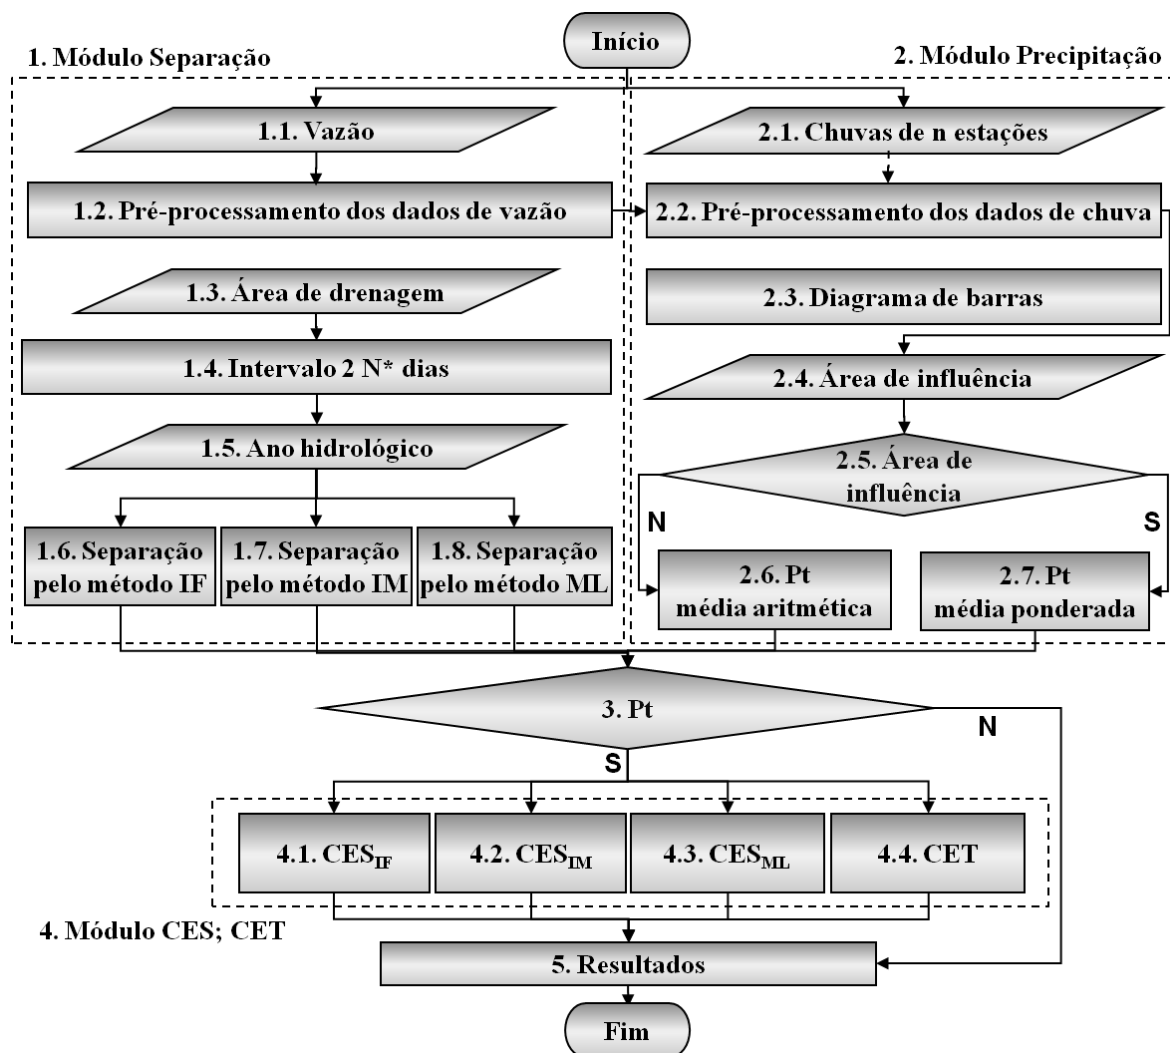 Início
1. Módulo Separação
2. Módulo Precipitação
1.1. Vazão
2.1. Chuvas de n estações
1.2. Pré-processamento dos dados de vazão
2.2. Pré-processamento dos dados de chuva
1.3. Área de drenagem
2.3. Diagrama de barras
1.4. Intervalo 2 N* dias
2.4. Área de influência
1.5. Ano hidrológico
2.5. Área de
influência
N
S
1.6. Separação
pelo método IF
1.7. Separação
pelo método IM
1.8. Separação
pelo método ML
2.6. Pt
média aritmética
2.7. Pt
média ponderada
3. Pt
N
S
4.1. CES_IF
4.2. CES_IM
4.3. CES_ML
4.4. CET
4. Módulo CES; CET
5. Resultados
Fim